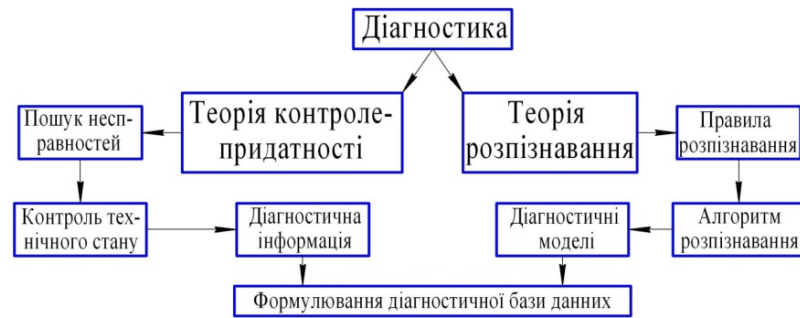 Діагностика
Теорія контроле-
придатності
Теорія
розпізнавання
Пошук несп-
равностей
Правила
розпізнавання
Контроль тех-
нічного стану
Діагностична
інформація
Діагностичні
моделі
Алгоритм
розпізнавання
Формулювання діагностичної бази данних